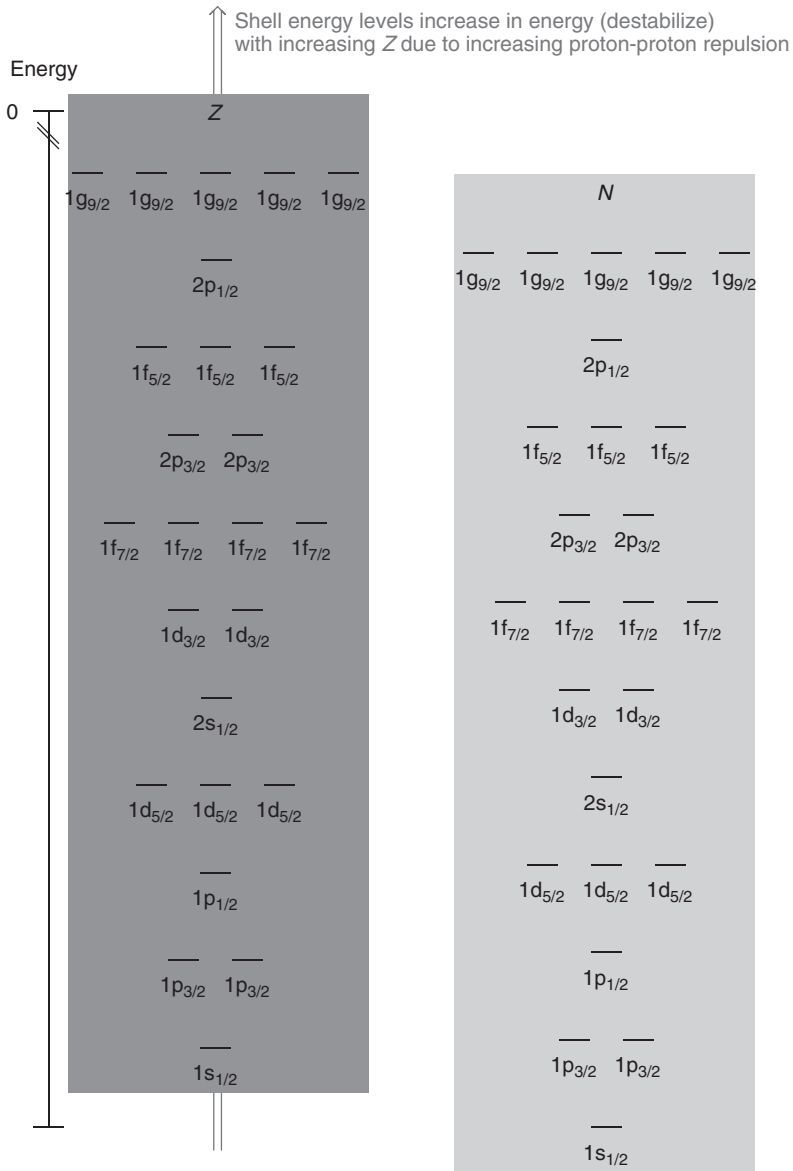 Shell energy levels increase in energy (destabilize)
with increasing Z due to increasing proton-proton repulsion
Energy
0
Z
1g9/2 1g9/2 1g9/2 1g9/2 1g9/2
2p1/2
1f5/2 1f5/2 1f5/2
2p3/2 2p3/2
1f7/2 1f7/2 1f7/2 1f7/2
1d3/2 1d3/2
2s1/2
1d5/2 1d5/2 1d5/2
1p1/2
1p3/2 1p3/2
1s1/2
N
1g9/2 1g9/2 1g9/2 1g9/2 1g9/2
2p1/2
1f5/2 1f5/2 1f5/2
2p3/2 2p3/2
1f7/2 1f7/2 1f7/2 1f7/2
1d3/2 1d3/2
2s1/2
1d5/2 1d5/2 1d5/2
1p1/2
1p3/2 1p3/2
1s1/2